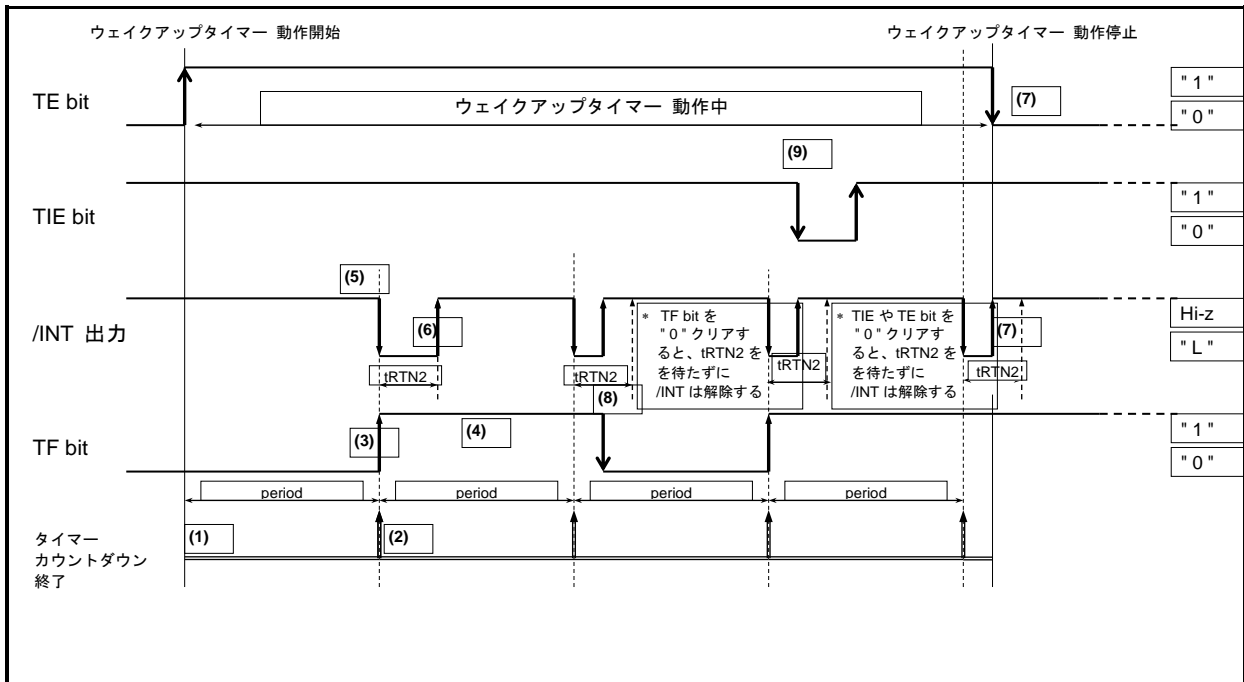 ウェイクアップタイマー 動作開始
ウェイクアップタイマー 動作停止
TE bit
ウェイクアップタイマー 動作中
(7)
" 1 "
" 0 "
(9)
TIE bit
" 1 "
" 0 "
(5)
/INT 出力
(6)
* TF bit を
" 0 " クリアす
ると、tRTN2 を
を待たずに
/INT は解除する
* TIE や TE bit を
" 0 " クリアす
ると、tRTN2 を
を待たずに
/INT は解除する
(7)
Hi-z
" L "
tRTN2
tRTN2
tRTN2
tRTN2
(8)
TF bit
(3)
(4)
" 1 "
" 0 "
period
period
period
period
タイマー
カウントダウン
終了
(1)
(2)